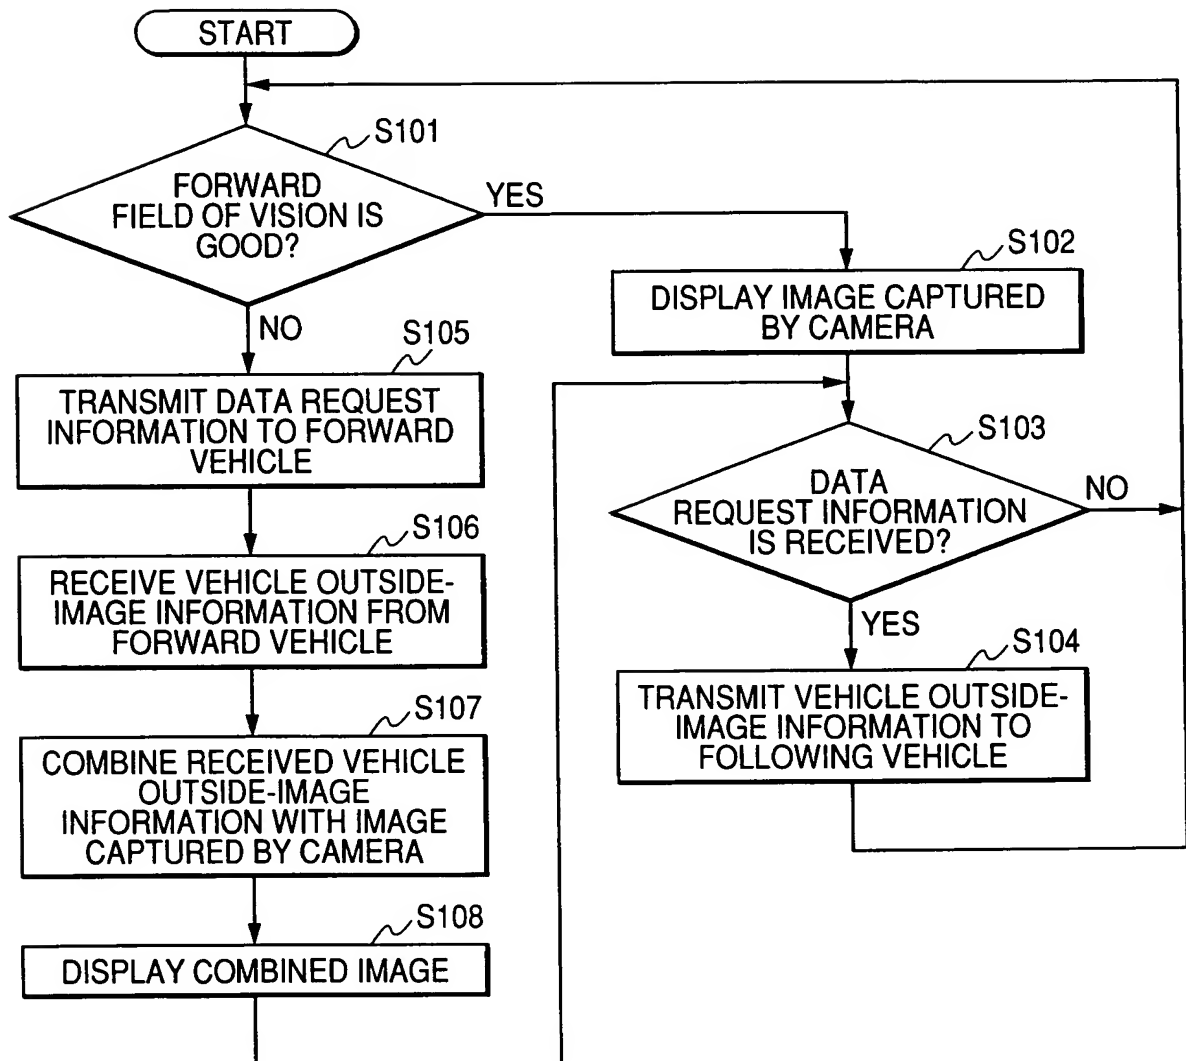 START
S101
FORWARD
FIELD OF VISION IS
GOOD?
YES
NO
S102
DISPLAY IMAGE CAPTURED
BY CAMERA
S103
DATA
REQUEST INFORMATION
IS RECEIVED?
NO
YES
S104
TRANSMIT VEHICLE OUTSIDE-
IMAGE INFORMATION TO
FOLLOWING VEHICLE
S105
TRANSMIT DATA REQUEST
INFORMATION TO FORWARD
VEHICLE
S106
RECEIVE VEHICLE OUTSIDE-
IMAGE INFORMATION FROM
FORWARD VEHICLE
S107
COMBINE RECEIVED VEHICLE
OUTSIDE-IMAGE
INFORMATION WITH IMAGE
CAPTURED BY CAMERA
S108
DISPLAY COMBINED IMAGE